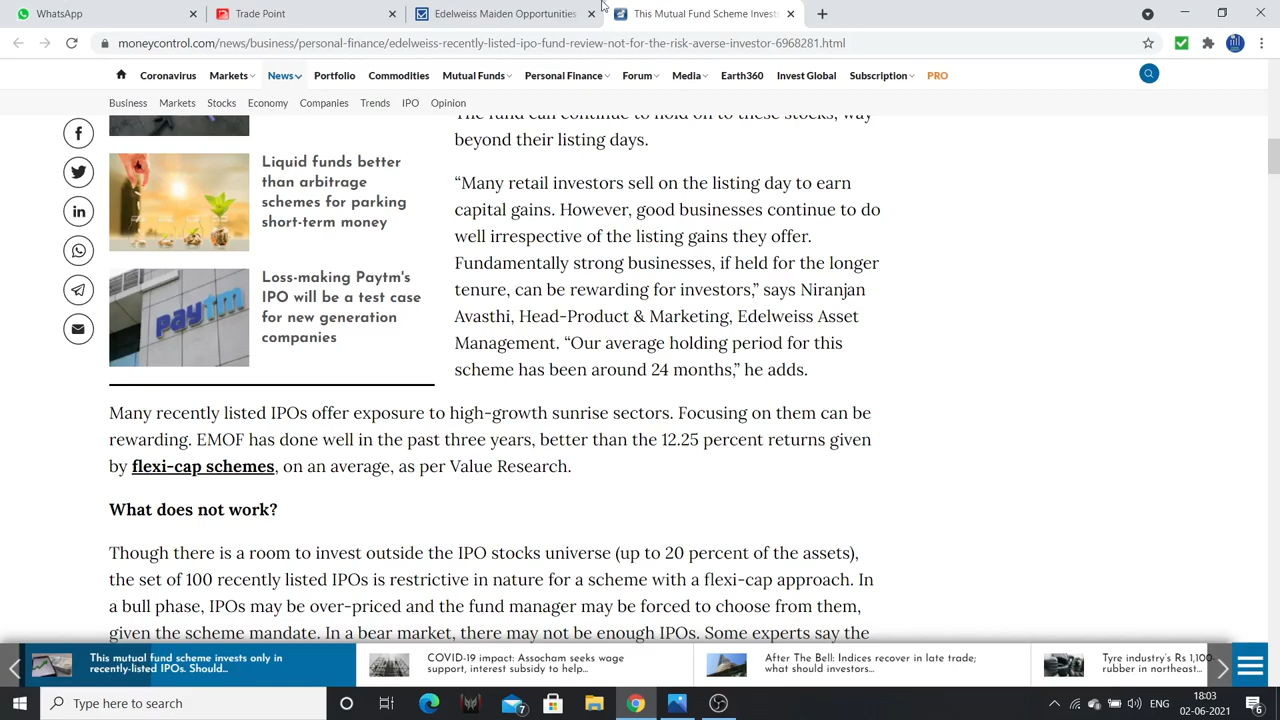 WhatsApp
Trade Point
Edelweiss Maiden Opportunities
This Mutual Fund Scheme Invest
moneycontrol.com/news/business/personal-finance/edelweiss-recently-listed-ipo-fund-review-not-for-the-risk-averse-investor-6968281.html
Coronavirus Markets News Portfolio Commodities Mutual Funds Personal Finance Forum Media Earth360 Invest Global Subscription PRO
Business Markets Stocks Economy Companies Trends IPO Opinion
Liquid funds better
than arbitrage
schemes for parking
short-term money
paytm
Loss-making Paytm's
IPO will be a test case
for new generation
companies
The fund can continue to hold on to these stocks, way
beyond their listing days.
“Many retail investors sell on the listing day to earn
capital gains. However, good businesses continue to do
well irrespective of the listing gains they offer.
Fundamentally strong businesses, if held for the longer
tenure, can be rewarding for investors,” says Niranjan
Avasthi, Head-Product & Marketing, Edelweiss Asset
Management. “Our average holding period for this
scheme has been around 24 months,” he adds.
Many recently listed IPOs offer exposure to high-growth sunrise sectors. Focusing on them can be
rewarding. EMOF has done well in the past three years, better than the 12.25 percent returns given
by flexi-cap schemes, on an average, as per Value Research.
What does not work?
Though there is a room to invest outside the IPO stocks universe (up to 20 percent of the assets),
the set of 100 recently listed IPOs is restrictive in nature for a scheme with a flexi-cap approach. In
a bull phase, IPOs may be over-priced and the fund manager may be forced to choose from them,
given the scheme mandate. In a bear market, there may not be enough IPOs. Some experts say the
This mutual fund scheme invests only in
recently-listed IPOs. Should...
COVID-19 impact: Assocham seeks wage
support, interest subsidy to help...
After The Bell: Indices recover in late trade;
what should investors...
Tyre industry's Rs 1,100-
rubber in northeast...
Type here to search
7
ENG
18:03
02-06-2021
6